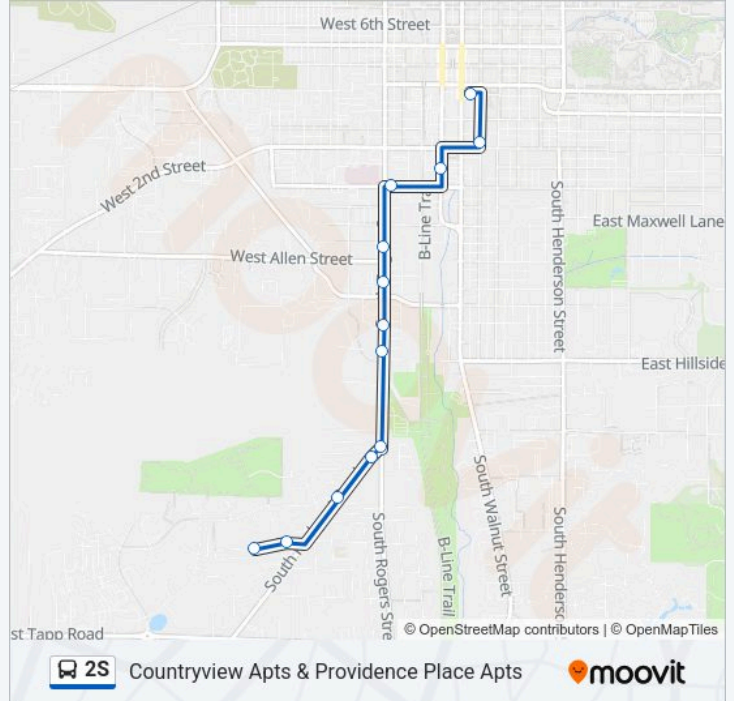 West 6th Street
West 2nd Street
East Maxwell Lane
B-Line Tra
South Henderson Street
West Allen Street
East Hillside
South Walnut Street
South Rogers Stre
B-Line Trail
South Henderso
South R
st Tapp Road
© OpenStreetMap contributors | © OpenMapTiles
2S Countryview Apts & Providence Place Apts
moovit